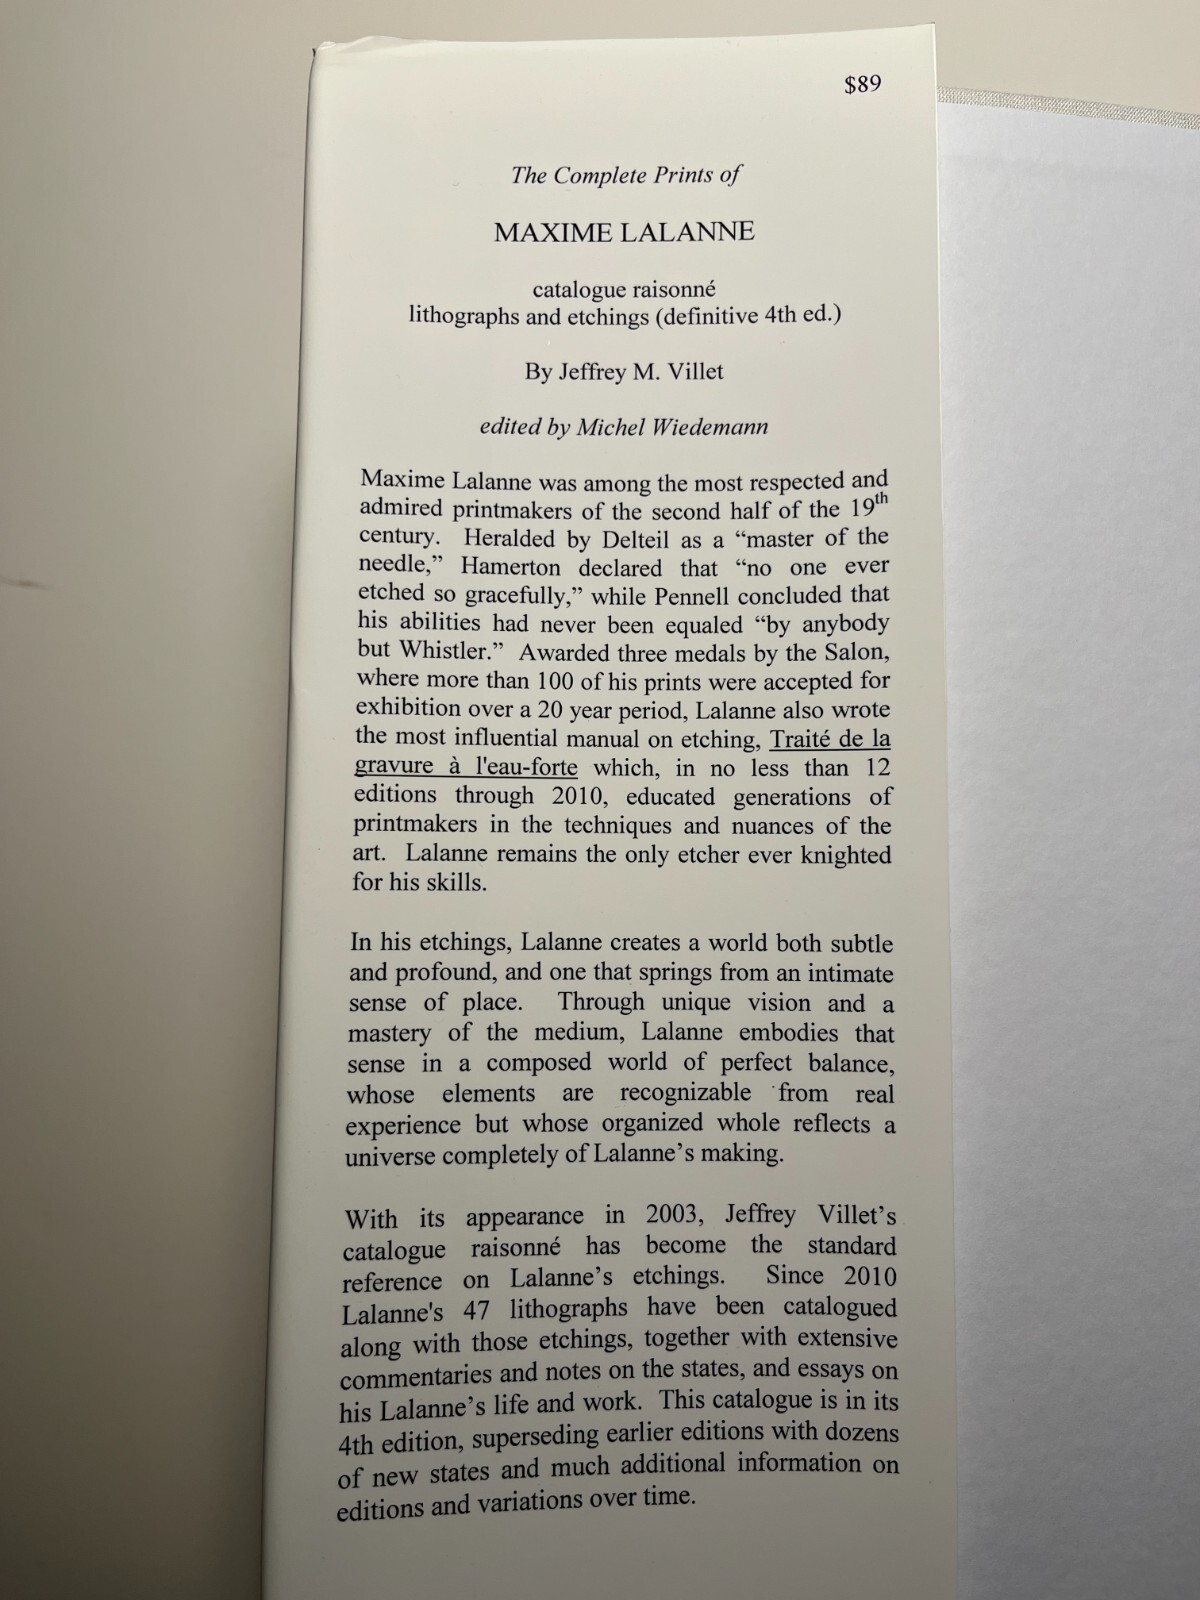 $89
The Complete Prints of
MAXIME LALANNE
catalogue raisonné
lithographs and etchings (definitive 4th ed.)
By Jeffrey M. Villet
edited by Michel Wiedemann
Maxime Lalanne was among the most respected and
admired printmakers of the second half of the 19th
century. Heralded by Delteil as a “master of the
needle,” Hamerton declared that “no one ever
etched so gracefully,” while Pennell concluded that
his abilities had never been equaled “by anybody
but Whistler.” Awarded three medals by the Salon,
where more than 100 of his prints were accepted for
exhibition over a 20 year period, Lalanne also wrote
the most influential manual on etching, Traité de la
gravure à l'eau-forte which, in no less than 12
editions through 2010, educated generations of
printmakers in the techniques and nuances of the
art. Lalanne remains the only etcher ever knighted
for his skills.
In his etchings, Lalanne creates a world both subtle
and profound, and one that springs from an intimate
sense of place. Through unique vision and a
mastery of the medium, Lalanne embodies that
sense in a composed world of perfect balance,
whose elements are recognizable from real
experience but whose organized whole reflects a
universe completely of Lalanne’s making.
With its appearance in 2003, Jeffrey Villet’s
catalogue raisonné has become the standard
reference on Lalanne’s etchings. Since 2010
Lalanne's 47 lithographs have been catalogued
along with those etchings, together with extensive
commentaries and notes on the states, and essays on
his Lalanne’s life and work. This catalogue is in its
4th edition, superseding earlier editions with dozens
of new states and much additional information on
editions and variations over time.